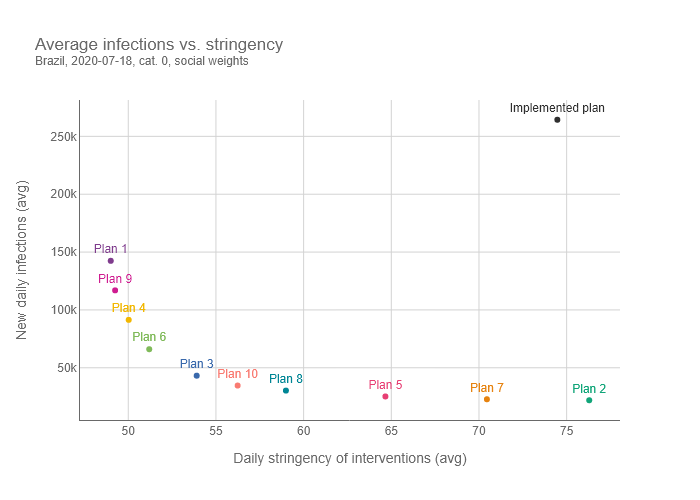 Average infections vs. stringency
Brazil, 2020-07-18, cat. 0, social weights
Implemented plan
250k
200k
150k
100k
50k
Plan 1
Plan 9
Plan 4
Plan 6
Plan 3
Plan 10
Plan 8
Plan 5
Plan 7
Plan 2
New daily infections (avg)
50
55
60
65
70
75
Daily stringency of interventions (avg)